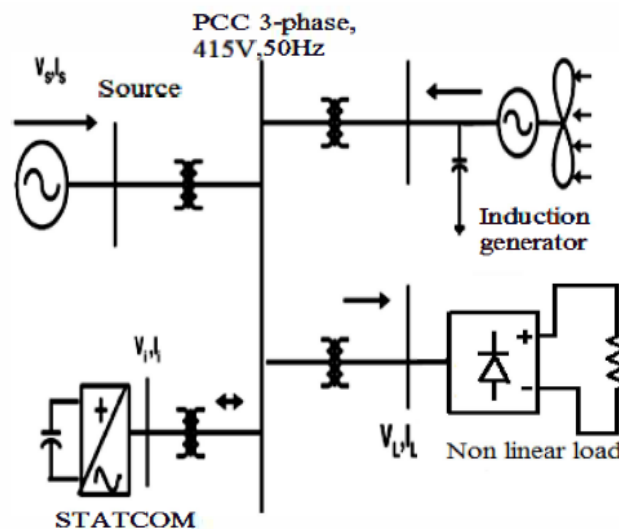 PCC 3-phase,
415V,50Hz
Vs,Is
Source
Induction
generator
Vi,Ii
+
-
VL,IL
Non linear load
+
STATCOM